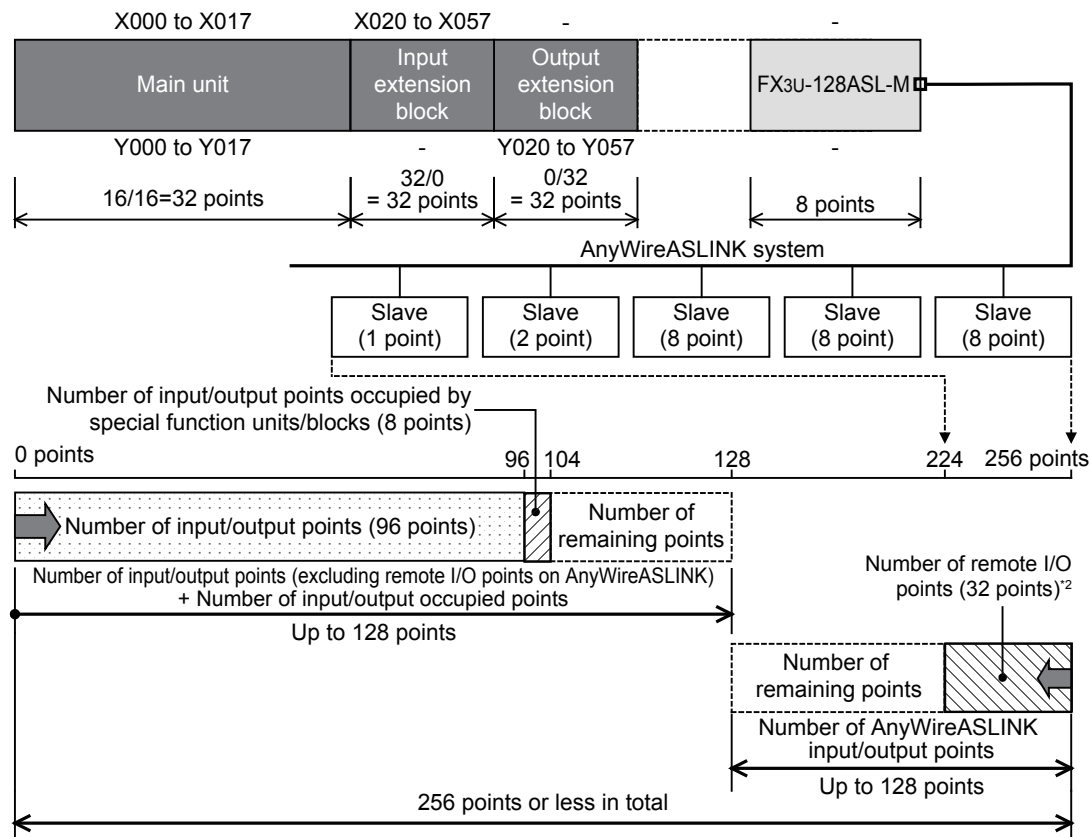 X000 to X017
X020 to X057
-
-
Main unit
Input
extension
block
Output
extension
block
FX3U-128ASL-M
Y000 to Y017
-
Y020 to Y057
-
16/16=32 points
32/0
= 32 points
0/32
= 32 points
8 points
AnyWireASLINK system
Slave
(1 point)
Slave
(2 point)
Slave
(8 point)
Slave
(8 point)
Slave
(8 point)
Number of input/output points occupied by
special function units/blocks (8 points)
0 points
96
104
128
224
256 points
Number of input/output points (96 points)
Number of
remaining points
Number of input/output points (excluding remote I/O points on AnyWireASLINK)
+ Number of input/output occupied points
Up to 128 points
Number of remote I/O
points (32 points)*2
Number of
remaining points
Number of AnyWireASLINK
input/output points
Up to 128 points
256 points or less in total